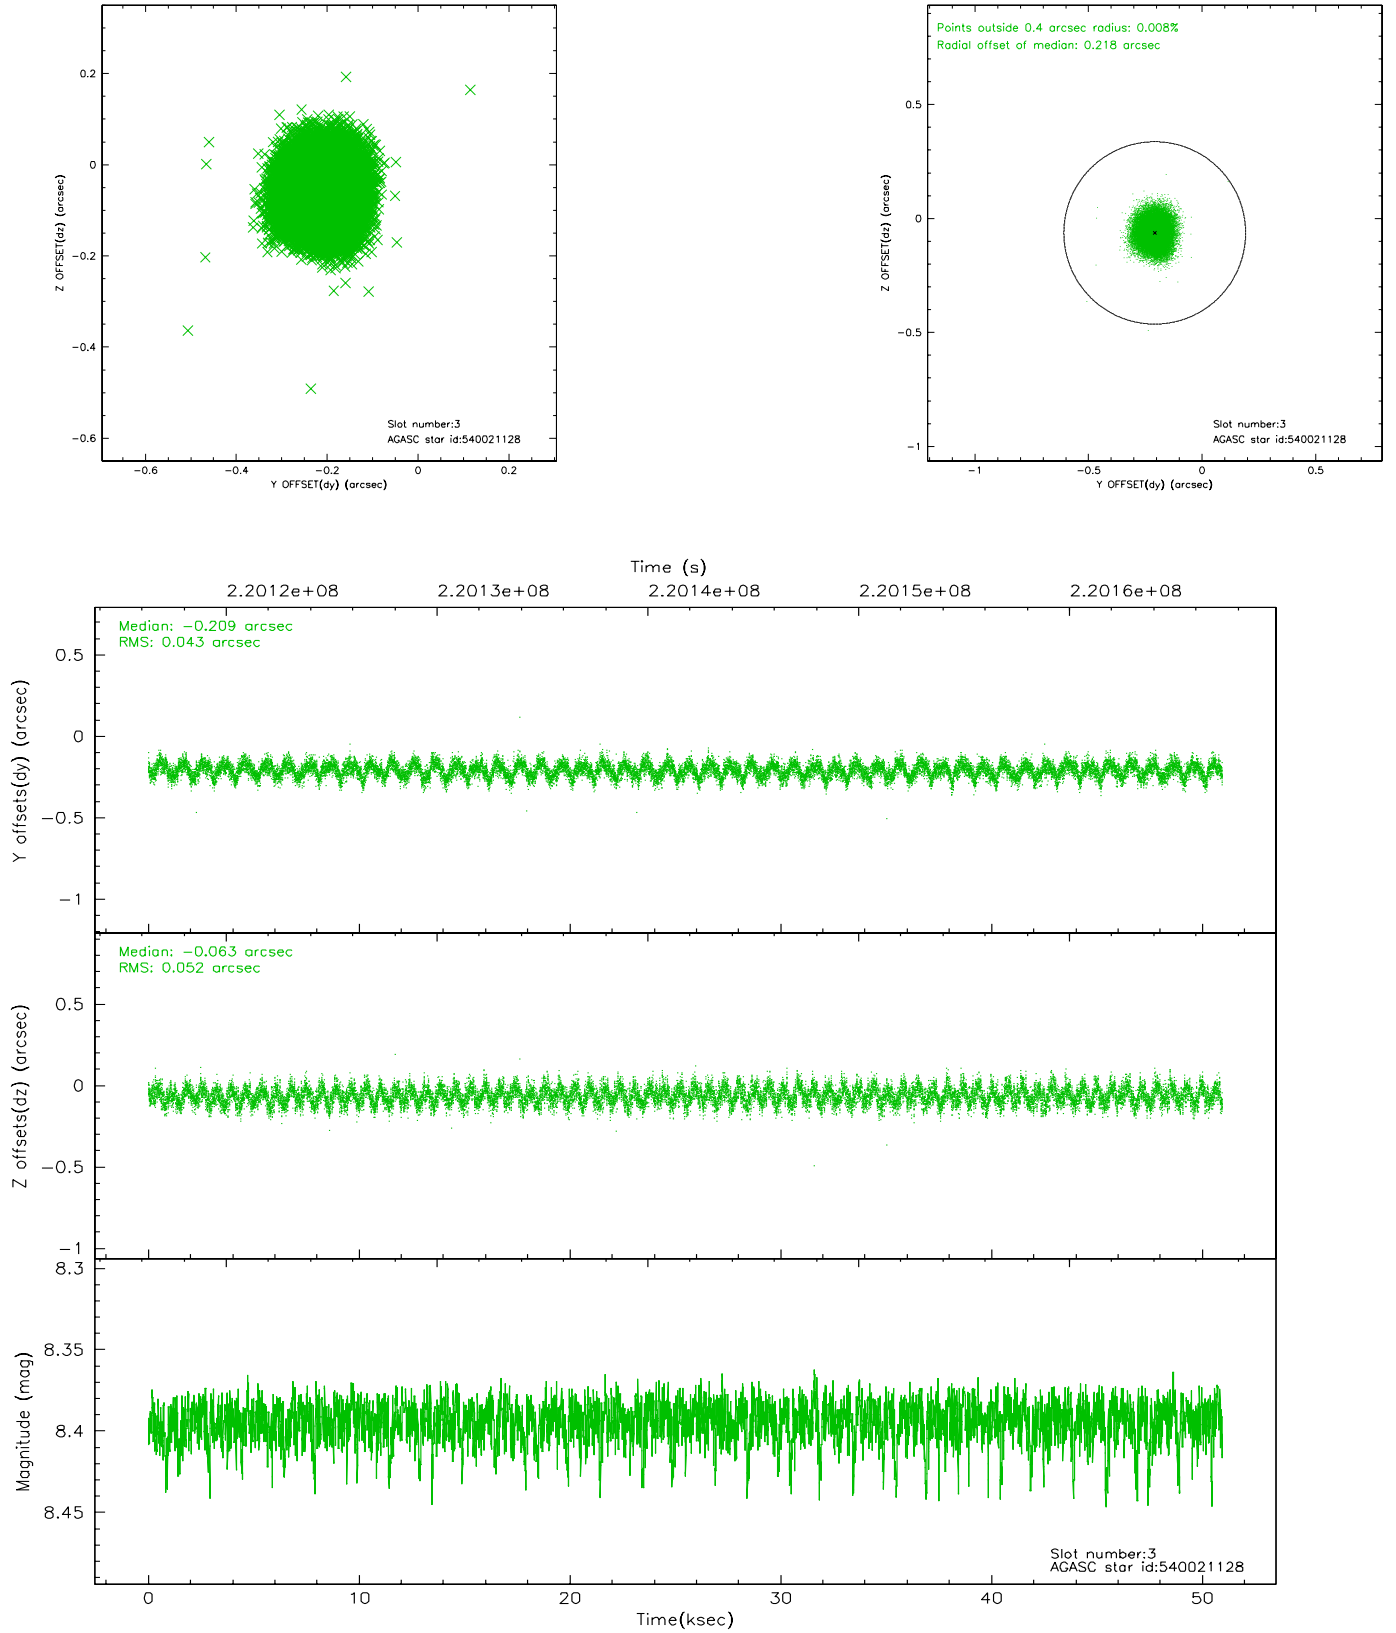 0.2
0
-0.2
-0.4
-0.6
Z OFFSET(dz) (arcsec)
Slot number:3
AGASC star id:540021128
-0.6 -0.4 -0.2 0 0.2
Y OFFSET(dy) (arcsec)
Points outside 0.4 arcsec radius: 0.008%
Radial offset of median: 0.218 arcsec
0.5
0
-0.5
-1
Z OFFSET(dz) (arcsec)
Slot number:3
AGASC star id:540021128
-1 -0.5 0 0.5
Y OFFSET(dy) (arcsec)
Time (s)
2.2012e+08 2.2013e+08 2.2014e+08 2.2015e+08 2.2016e+08
Median: -0.209 arcsec
RMS: 0.043 arcsec
0.5
0
-0.5
-1
Y offsets(dy) (arcsec)
Median: -0.063 arcsec
RMS: 0.052 arcsec
0.5
0
-0.5
-1
Z offsets(dz) (arcsec)
8.3
8.35
8.4
8.45
Magnitude (mag)
Slot number:3
AGASC star id:540021128
0 10 20 30 40 50
Time(ksec)